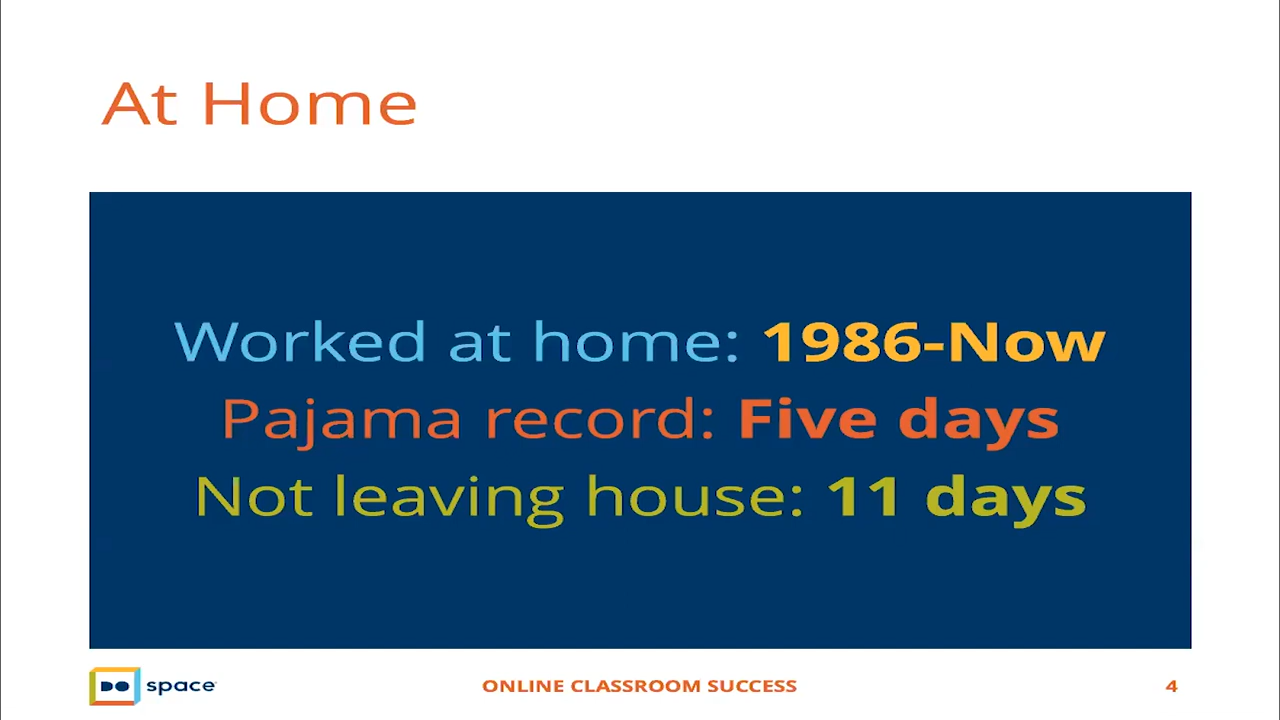 At Home
Worked at home: 1986-Now
Pajama record: Five days
Not leaving house: 11 days
DO space
ONLINE CLASSROOM SUCCESS
4